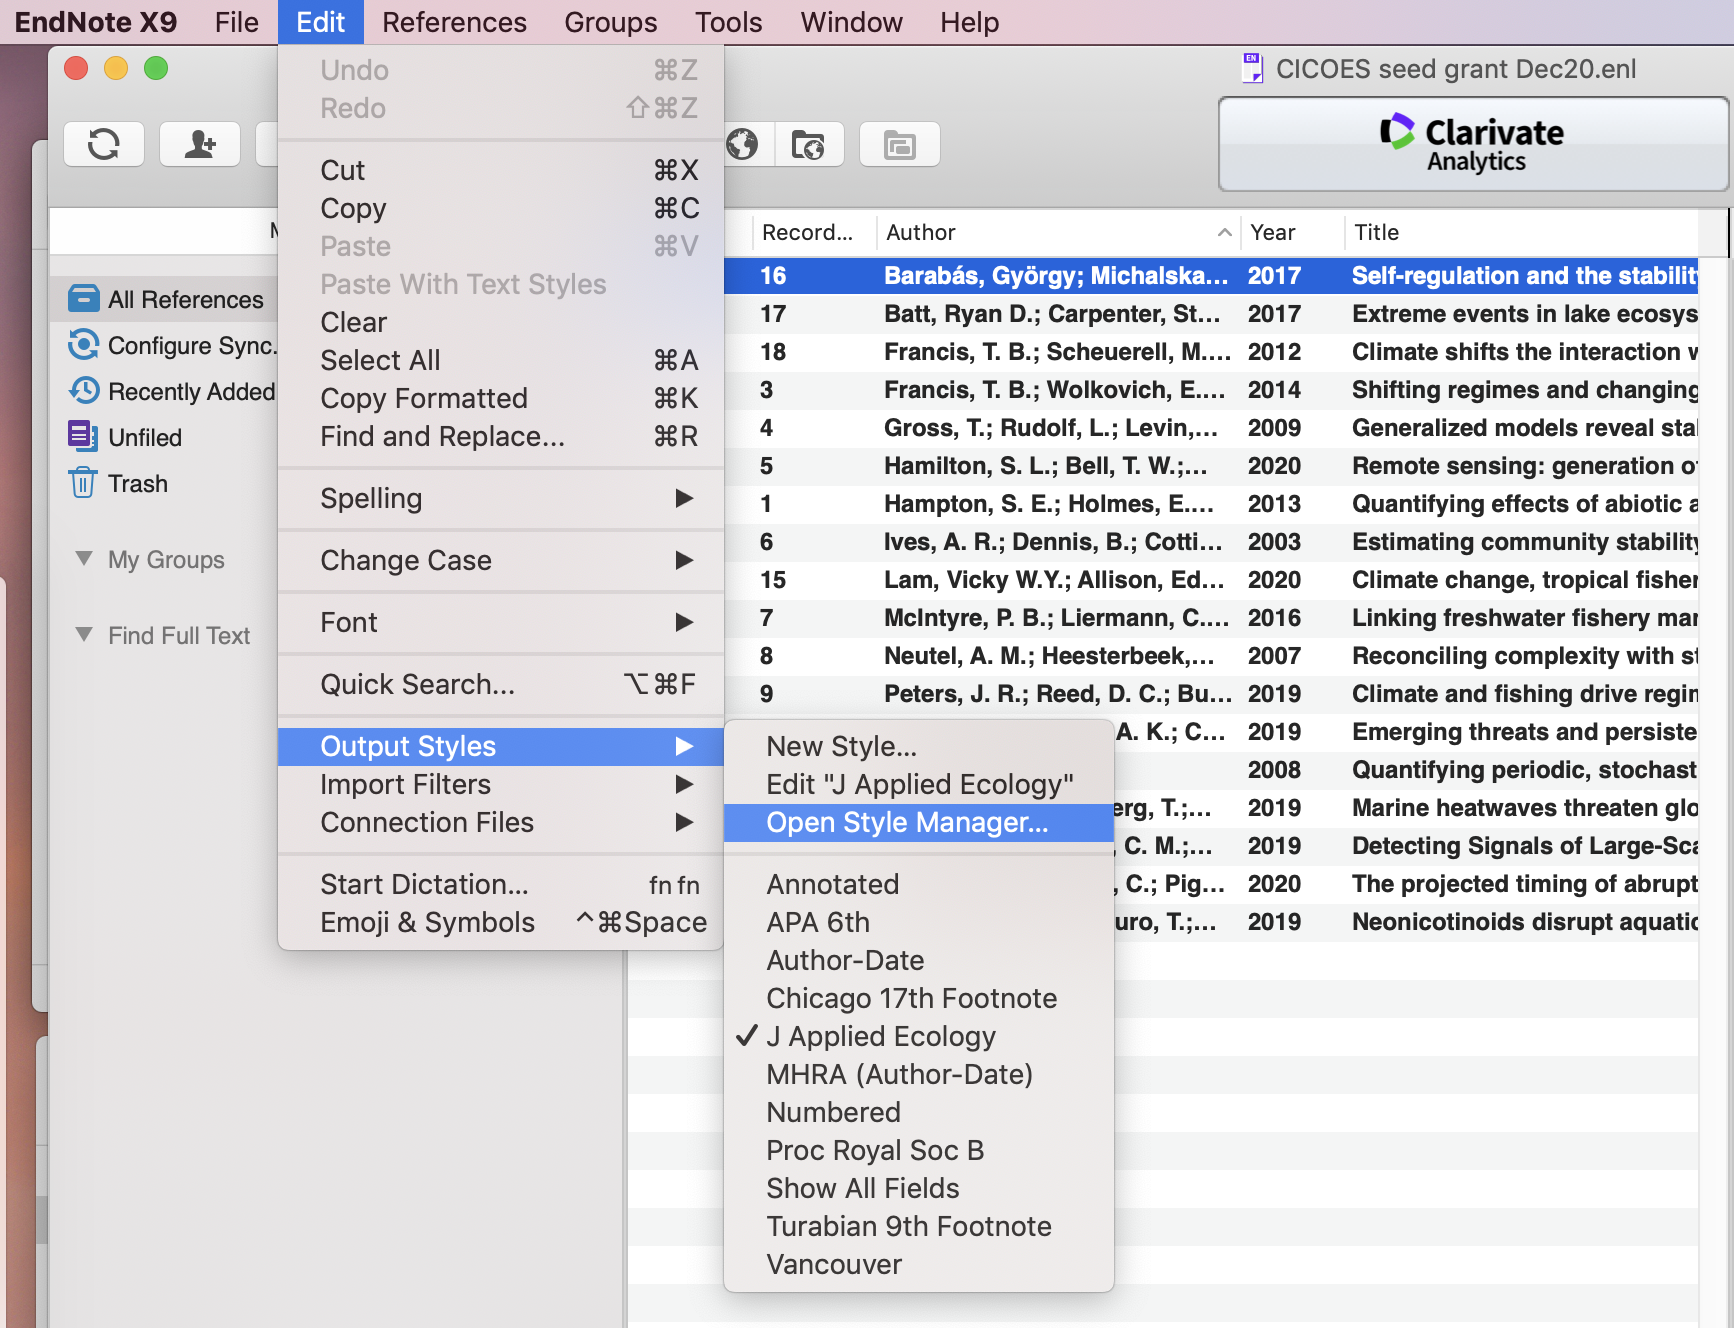 EndNote X9 File Edit References Groups Tools Window Help
CICOES seed grant Dec20.enl
Clarivate
Analytics
Undo ⌘Z
Redo ⇧⌘Z
Cut ⌘X
Copy ⌘C
Paste ⌘V
Paste With Text Styles
Clear
Select All ⌘A
Copy Formatted ⌘K
Find and Replace... ⌘R
Spelling
Change Case
Font
Quick Search... ⌥⌘F
Output Styles
Import Filters
Connection Files
Start Dictation... fn fn
Emoji & Symbols ^⌘Space
New Style...
Edit "J Applied Ecology"
Open Style Manager...
Annotated
APA 6th
Author-Date
Chicago 17th Footnote
✓ J Applied Ecology
MHRA (Author-Date)
Numbered
Proc Royal Soc B
Show All Fields
Turabian 9th Footnote
Vancouver
All References
Configure Sync.
Recently Added
Unfiled
Trash
My Groups
Find Full Text
Record... Author Year Title
16 Barabás, György; Michalska... 2017 Self-regulation and the stability
17 Batt, Ryan D.; Carpenter, St... 2017 Extreme events in lake ecosys
18 Francis, T. B.; Scheuerell, M.... 2012 Climate shifts the interaction w
3 Francis, T. B.; Wolkovich, E.... 2014 Shifting regimes and changing
4 Gross, T.; Rudolf, L.; Levin,... 2009 Generalized models reveal sta
5 Hamilton, S. L.; Bell, T. W.;... 2020 Remote sensing: generation of
1 Hampton, S. E.; Holmes, E.... 2013 Quantifying effects of abiotic a
6 Ives, A. R.; Dennis, B.; Cotti... 2003 Estimating community stability
15 Lam, Vicky W.Y.; Allison, Ed... 2020 Climate change, tropical fisher
7 McIntyre, P. B.; Liermann, C.... 2016 Linking freshwater fishery mar
8 Neutel, A. M.; Heesterbeek,... 2007 Reconciling complexity with st
9 Peters, J. R.; Reed, D. C.; Bu... 2019 Climate and fishing drive regin
A. K.; C... 2019 Emerging threats and persiste
2008 Quantifying periodic, stochast
erg, T.;... 2019 Marine heatwaves threaten glo
C. M.;... 2019 Detecting Signals of Large-Sca
, C.; Pig... 2020 The projected timing of abrupt
uro, T.;... 2019 Neonicotinoids disrupt aquatic